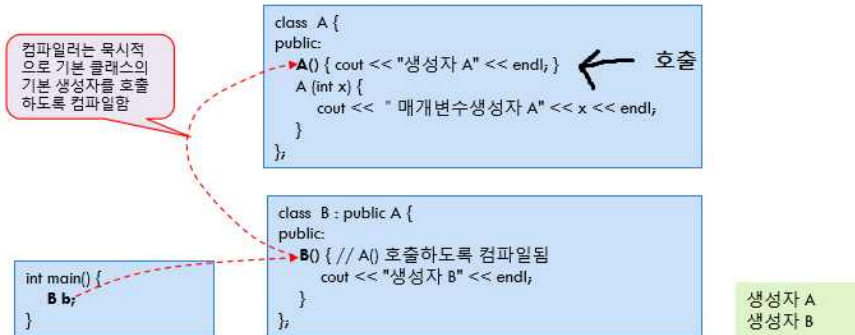 컴파일러는 묵시적
으로 기본 클래스의
기본 생성자를 호출
하도록 컴파일함
class A {
public:
A() { cout << "생성자 A" << endl; }
호출
A (int x) {
cout << " 매개변수생성자 A" << x << endl;
}
};
class B : public A {
public:
B() { // A() 호출하도록 컴파일됨
cout << "생성자 B" << endl;
}
};
int main() {
B b;
}
생성자 A
생성자 B